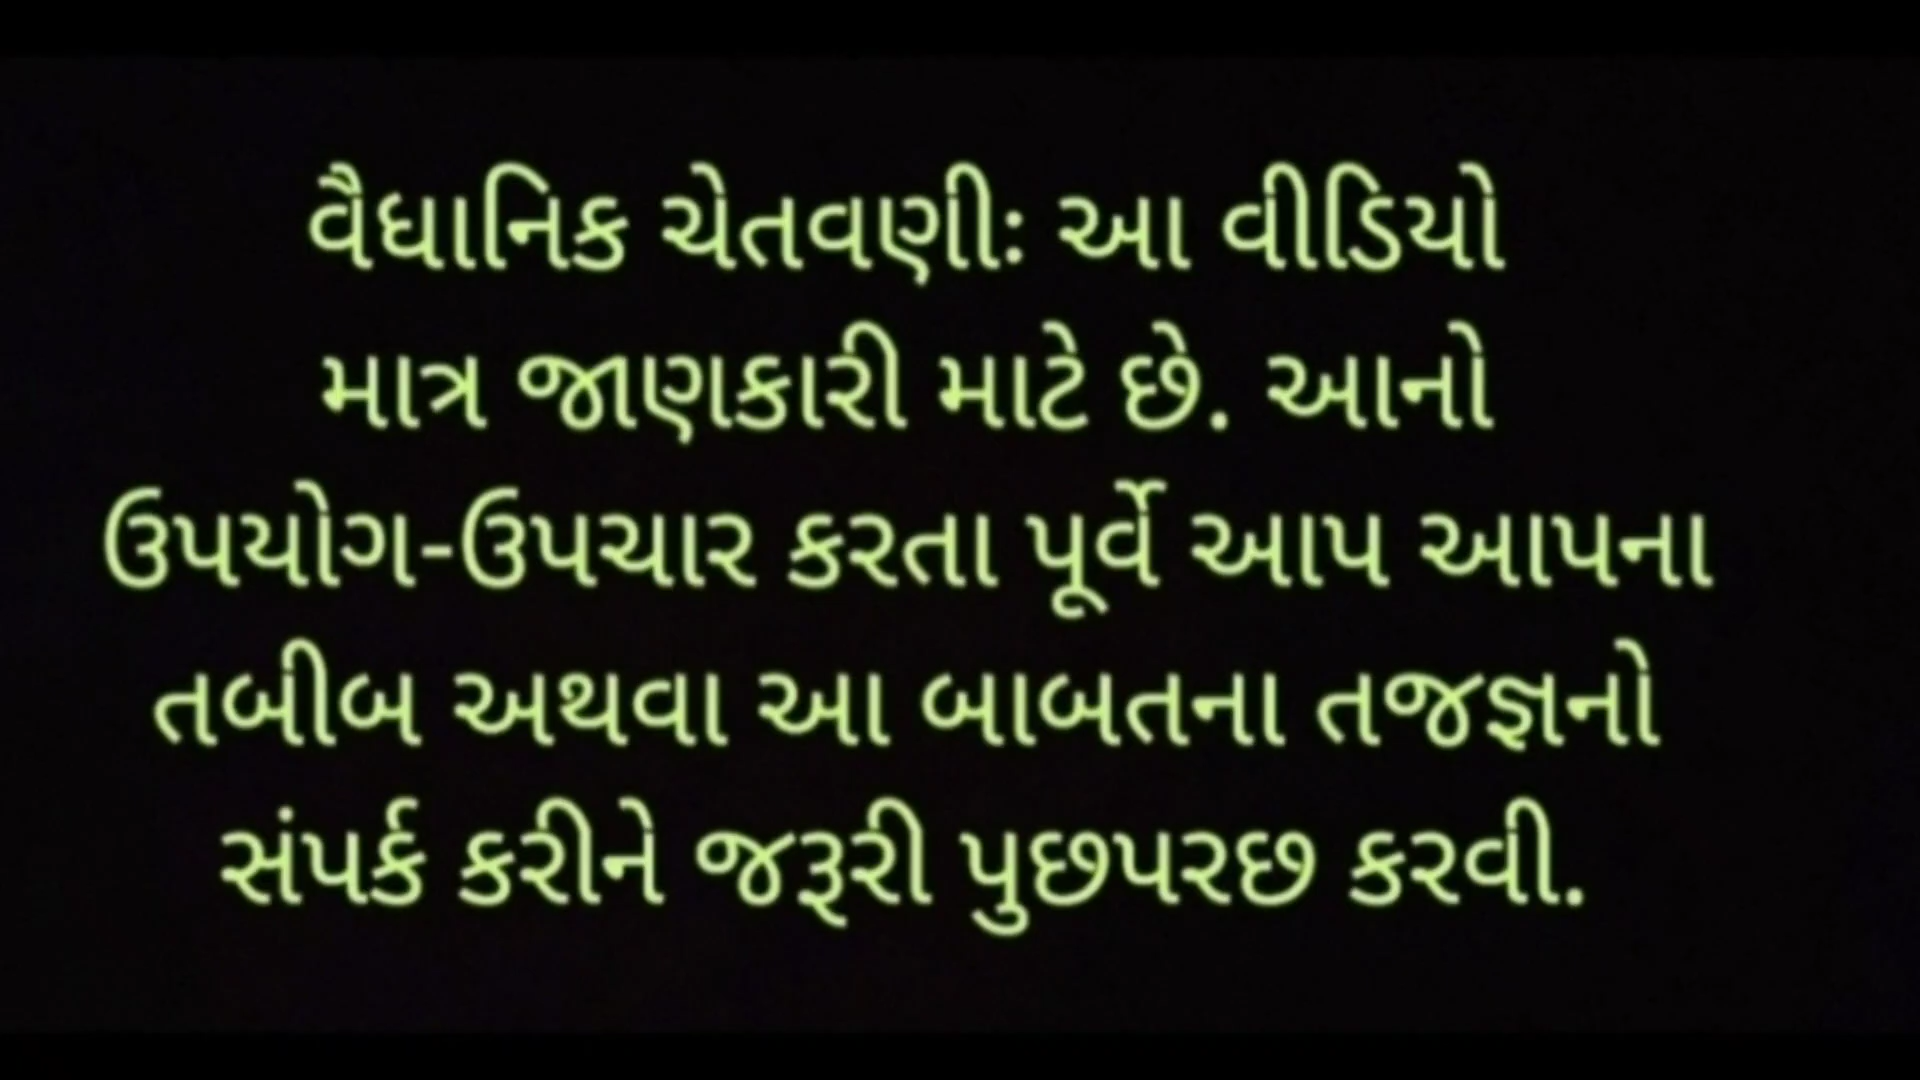 વૈધાનિક ચેતવણીઃ આ વીડિયો
માત્ર જાણકારી માટે છે. આનો
ઉપયોગ-ઉપચાર કરતા પૂર્વે આપ આપના
તબીબ અથવા આ બાબતના તજજ્ઞનો
સંપર્ક કરીને જરૂરી પુછપરછ કરવી.